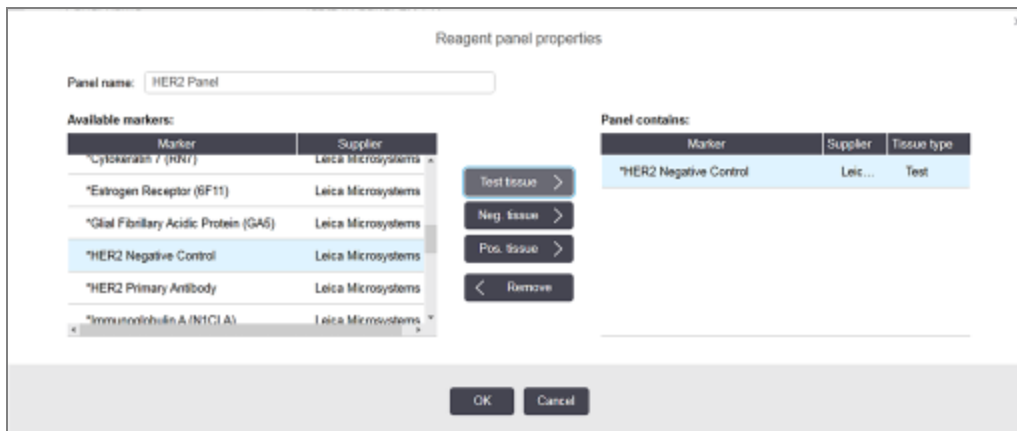 Reagent panel properties
Panel name: HER2 Panel
Available markers:
Panel contains:
Marker Supplier
Marker Supplier Tissue type
*Cytokeratin 7 (RN7) Leica Microsystems
*Estrogen Receptor (6F11) Leica Microsystems
*Glial Fibrillary Acidic Protein (GA5) Leica Microsystems
*HER2 Negative Control Leica Microsystems
*HER2 Primary Antibody Leica Microsystems
*Immunoglobulin A (N1CLA) Leica Microsystems
Test tissue >
Neg. tissue >
Pos. tissue >
< Remove
*HER2 Negative Control Leic... Test
OK Cancel